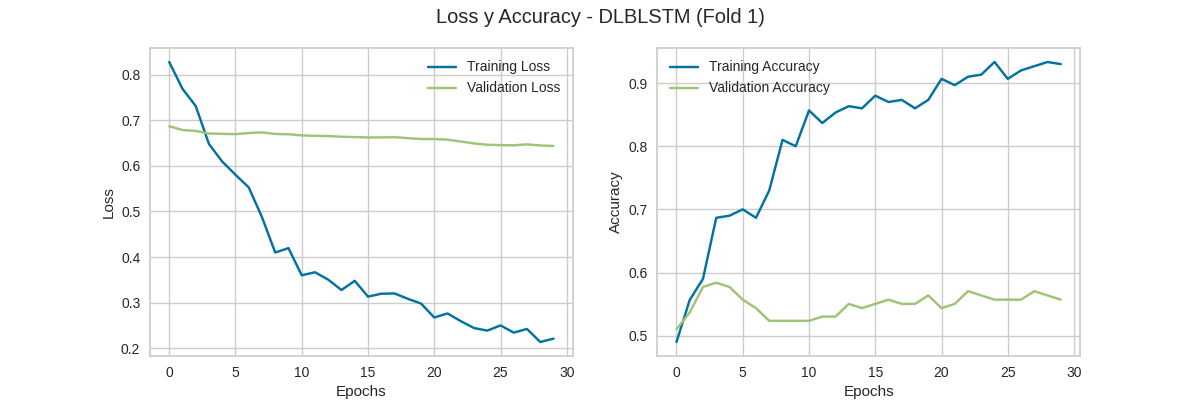 Loss y Accuracy - DLBLSTM (Fold 1)
Training Loss
Validation Loss
0.8
0.7
0.6
0.5
0.4
0.3
0.2
Loss
0 5 10 15 20 25 30
Epochs
Training Accuracy
Validation Accuracy
0.9
0.8
0.7
0.6
0.5
Accuracy
0 5 10 15 20 25 30
Epochs